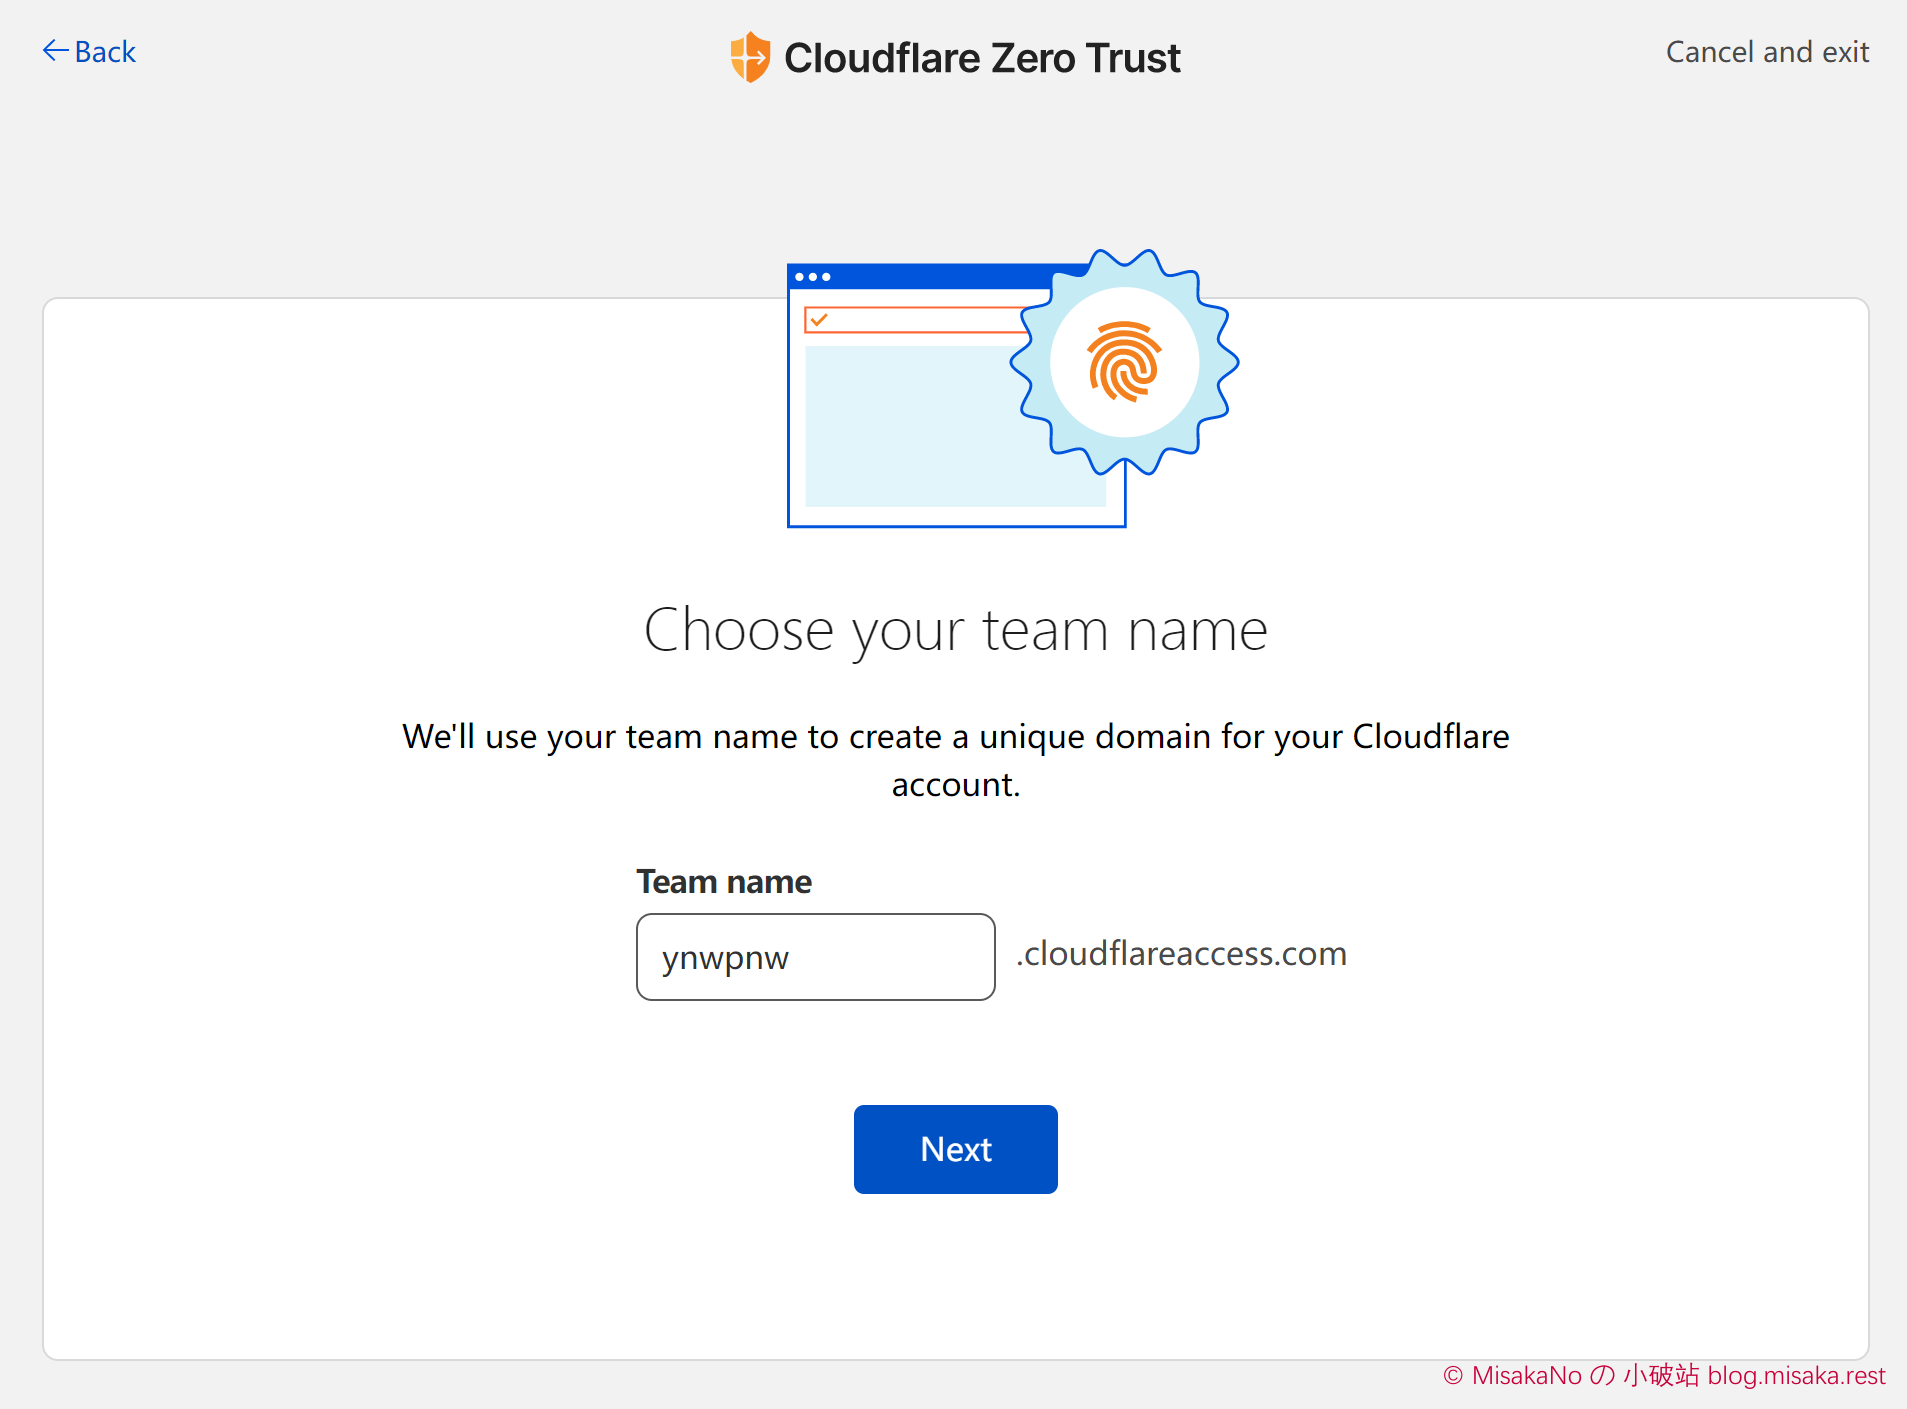 Back
Cloudflare Zero Trust
Cancel and exit
Choose your team name
We'll use your team name to create a unique domain for your Cloudflare
account.
Team name
ynwpnw
.cloudflareaccess.com
Next
© MisakaNo の 小破站 blog.misaka.rest